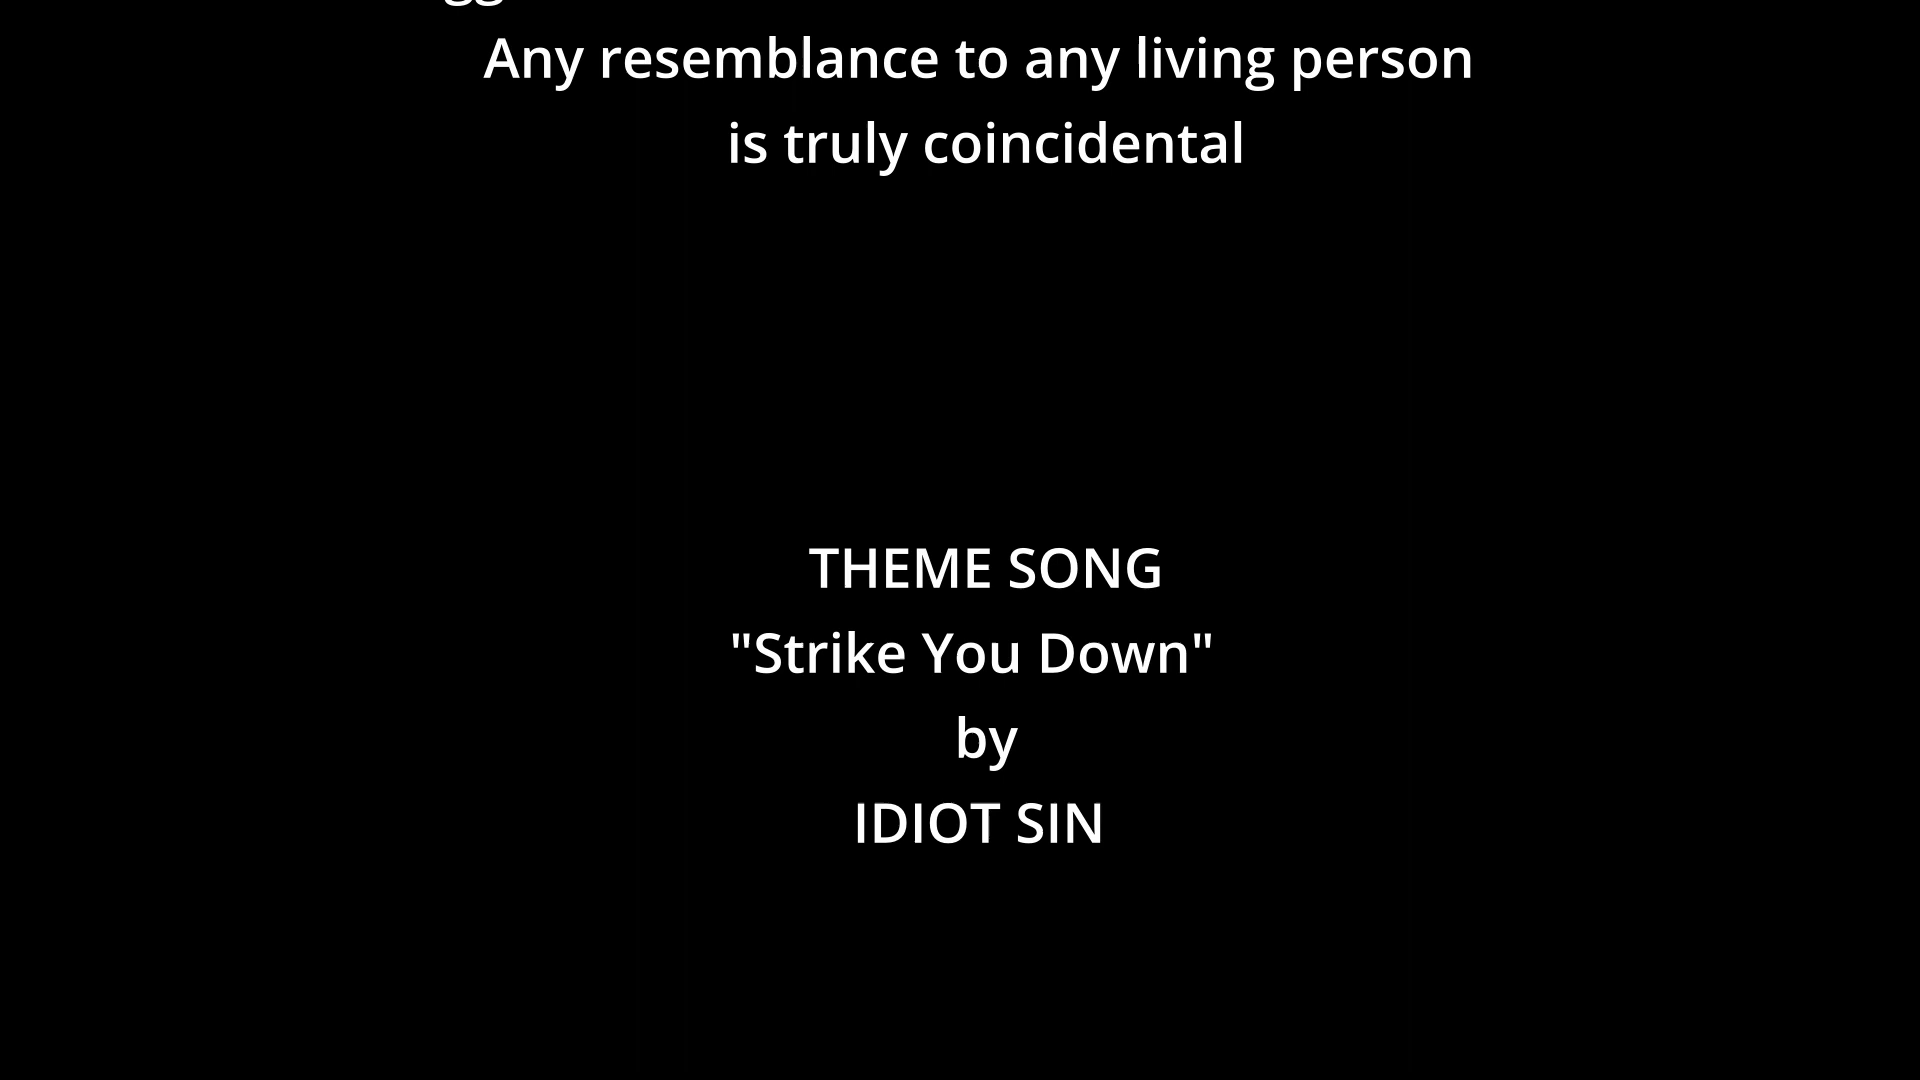 Any resemblance to any living person
is truly coincidental
THEME SONG
"Strike You Down"
by
IDIOT SIN